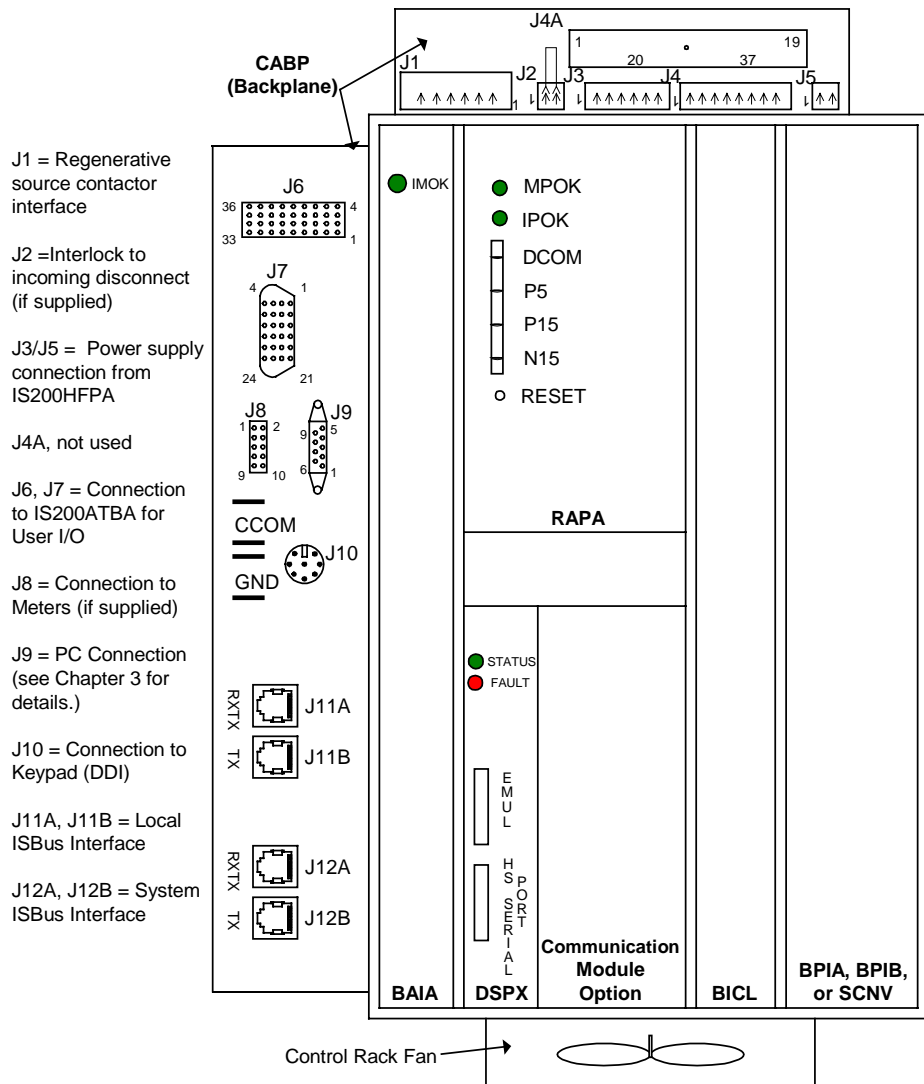 J4A
1
19
20
37
CABP
(Backplane)
J1
J2
J3
J4
J5
1
1
1
1
1
J1 = Regenerative
source contactor
interface
J2 =Interlock to
incoming disconnect
(if supplied)
J3/J5 = Power supply
connection from
IS200HFPA
J4A, not used
J6, J7 = Connection
to IS200ATBA for
User I/O
J8 = Connection to
Meters (if supplied)
J9 = PC Connection
(see Chapter 3 for
details.)
J10 = Connection to
Keypad (DDI)
J11A, J11B = Local
ISBus Interface
J12A, J12B = System
ISBus Interface
J6
36
4
33
1
J7
4
1
24
21
J8
1
2
9
10
J9
9
5
6
1
CCOM
J10
GND
RXTX
J11A
TX
J11B
RXTX
J12A
TX
J12B
IMOK
MPOK
IPOK
DCOM
P5
P15
N15
RESET
RAPA
STATUS
FAULT
EMUL
HS SERIAL
PORT
BAIA
DSPX
Communication
Module
Option
BICL
BPIA, BPIB,
or SCNV
Control Rack Fan